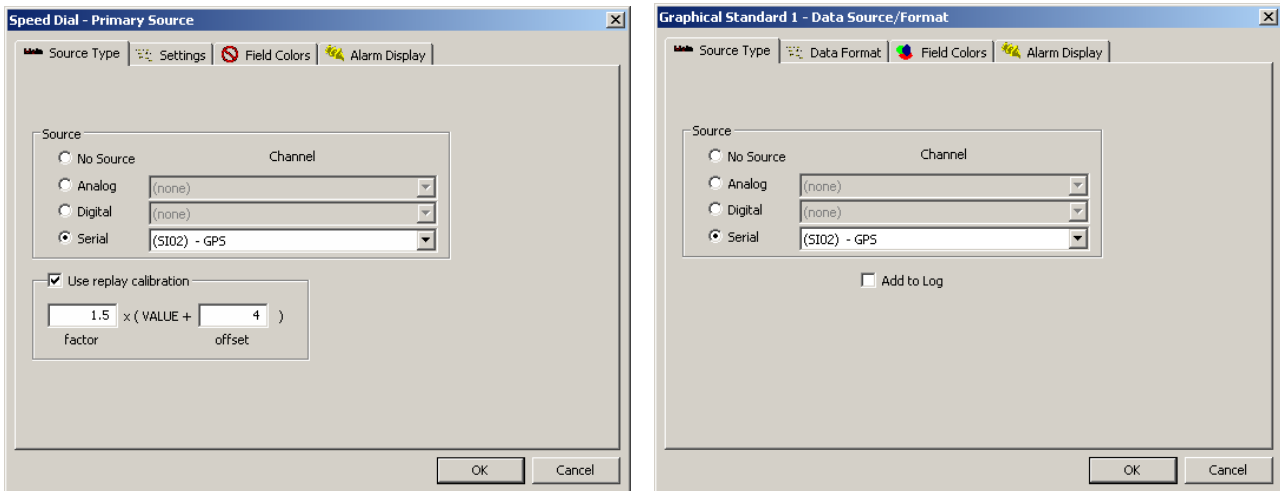 Speed Dial - Primary Source
Source Type Settings Field Colors Alarm Display
Source
No Source Channel
Analog (none)
Digital (none)
Serial (SI02) - GPS
Use replay calibration
1.5 x ( VALUE + 4 )
factor offset
OK Cancel
Graphical Standard 1 - Data Source/Format
Source Type Data Format Field Colors Alarm Display
Source
No Source Channel
Analog (none)
Digital (none)
Serial (SI02) - GPS
Add to Log
OK Cancel